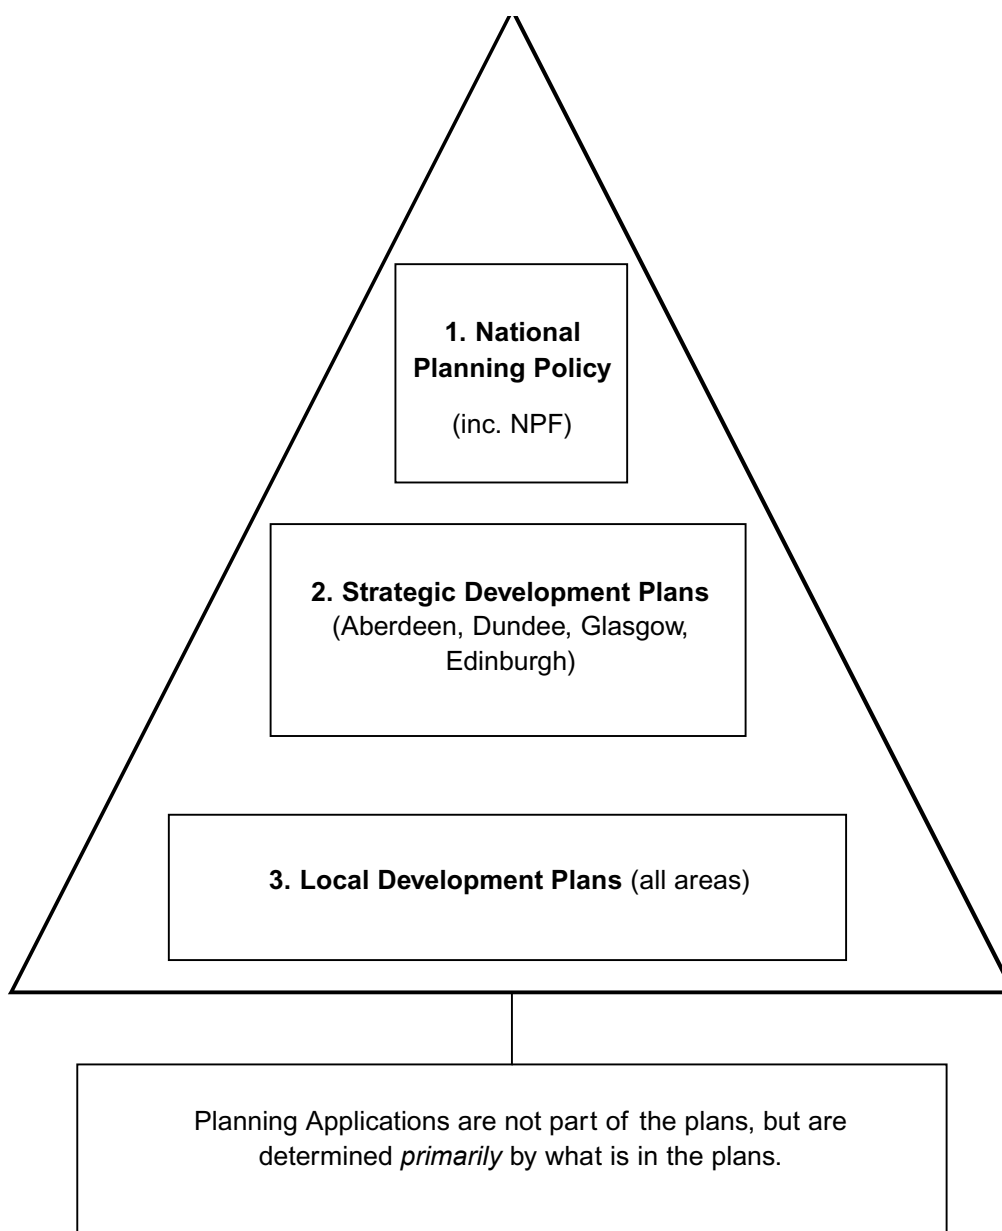 1. National
Planning Policy
(inc. NPF)
2. Strategic Development Plans
(Aberdeen, Dundee, Glasgow,
Edinburgh)
3. Local Development Plans (all areas)
Planning Applications are not part of the plans, but are
determined primarily by what is in the plans.